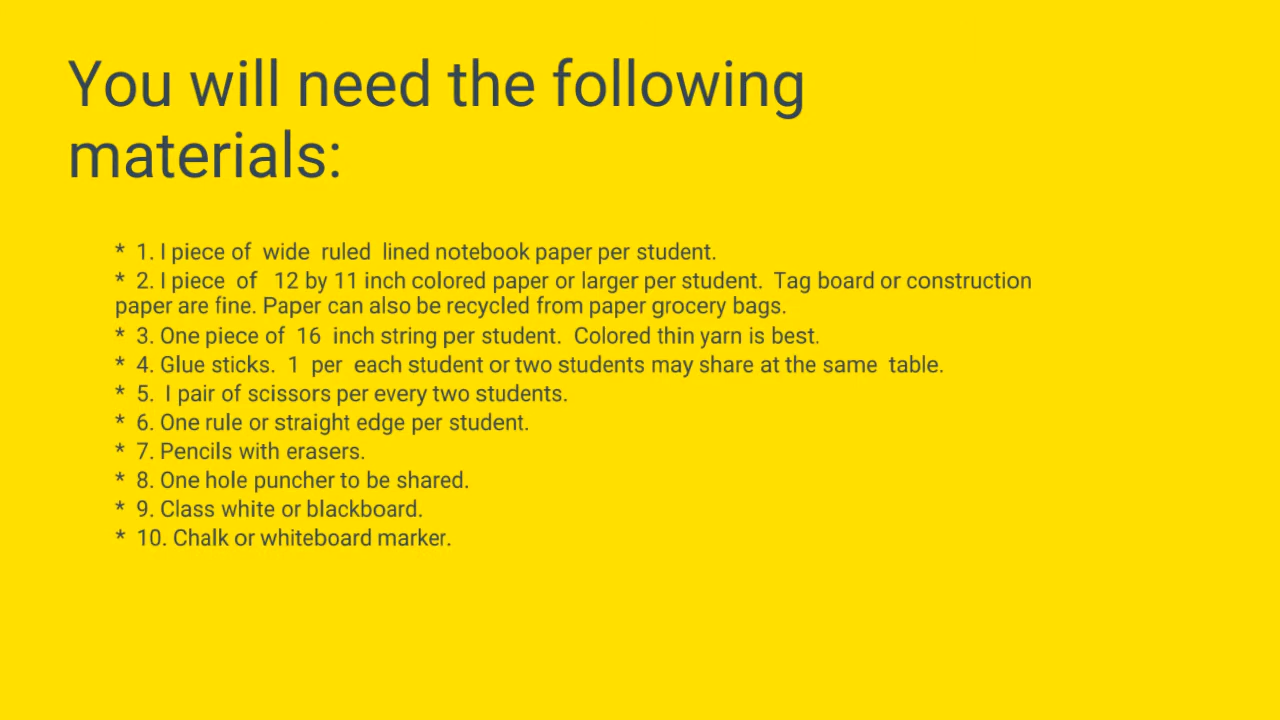 You will need the following
materials:
* 1. I piece of  wide  ruled  lined notebook paper per student.
* 2. I piece  of   12 by 11 inch colored paper or larger per student.  Tag board or construction
paper are fine. Paper can also be recycled from paper grocery bags.
* 3. One piece of  16  inch string per student.  Colored thin yarn is best.
* 4. Glue sticks.  1  per  each student or two students may share at the same  table.
* 5.  I pair of scissors per every two students.
* 6. One rule or straight edge per student.
* 7. Pencils with erasers.
* 8. One hole puncher to be shared.
* 9. Class white or blackboard.
* 10. Chalk or whiteboard marker.